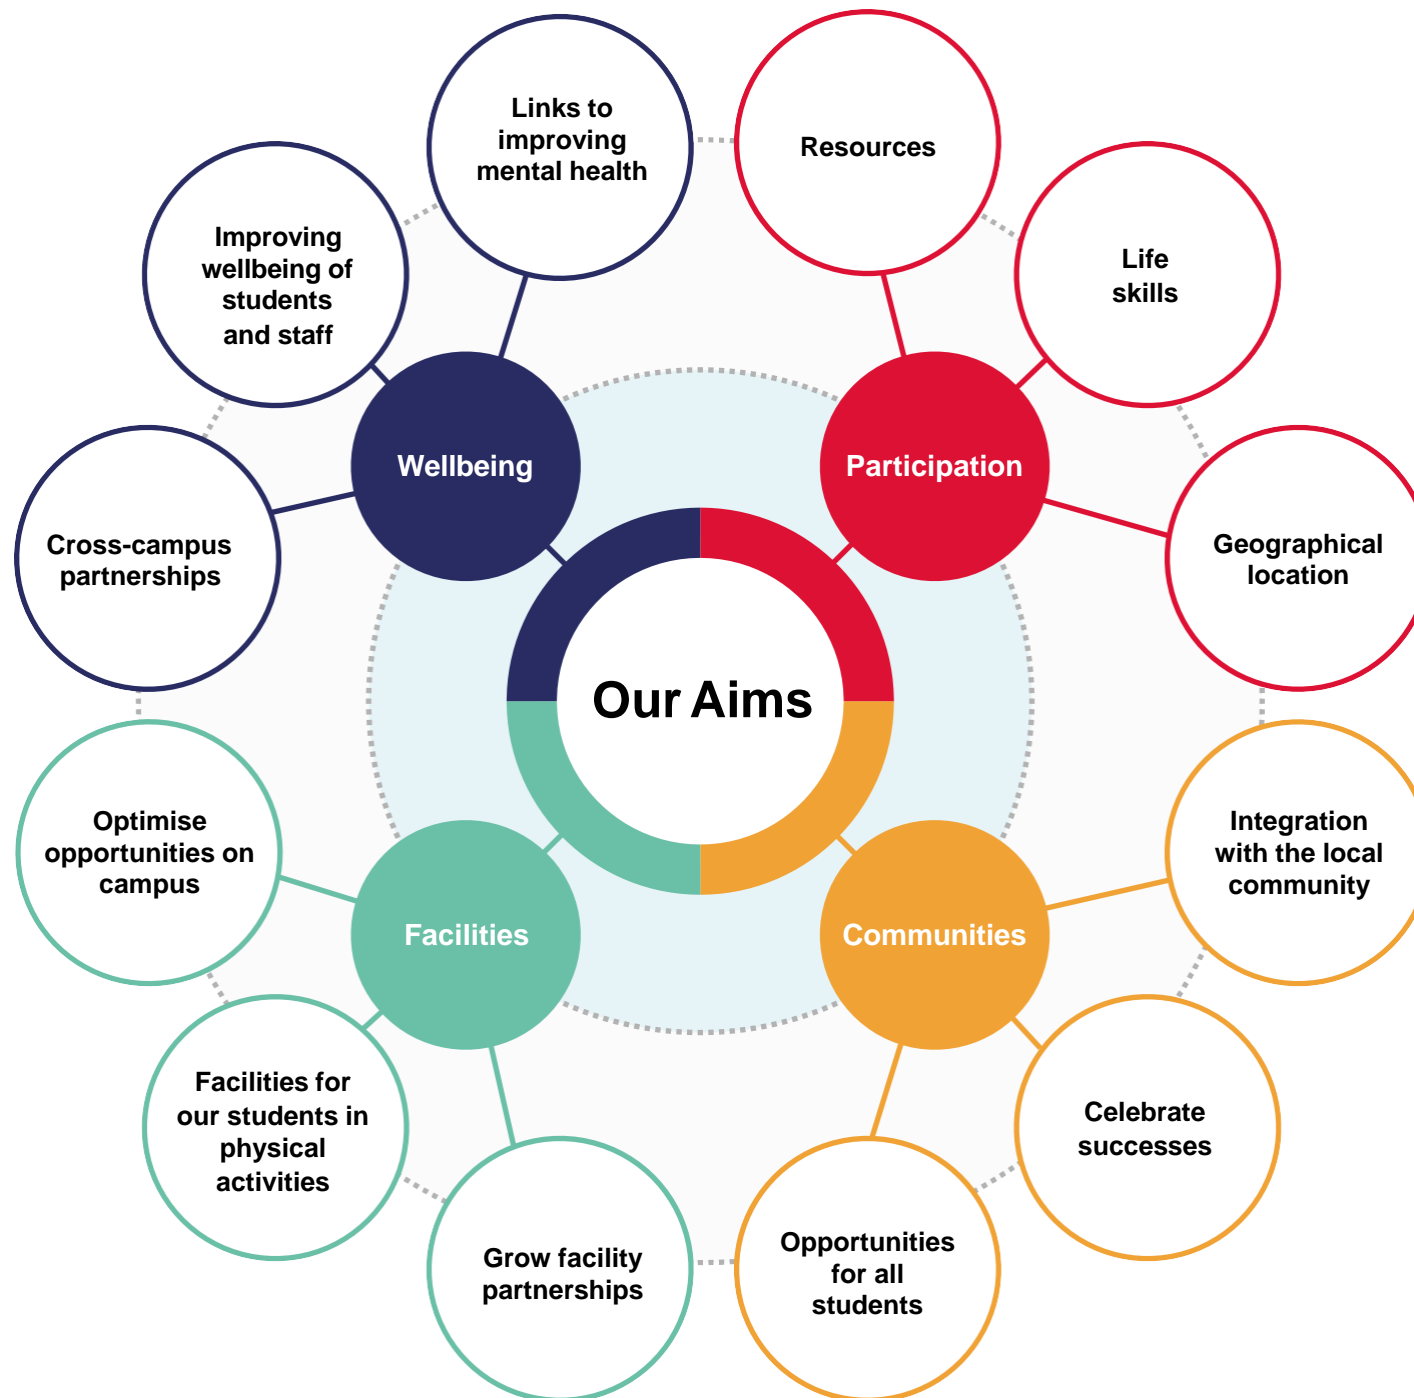 Links to
improving
mental health
Resources
Improving
wellbeing of
students
and staff
Life
skills
Wellbeing
Participation
Cross-campus
partnerships
Geographical
location
Our Aims
Optimise
opportunities on
campus
Integration
with the local
community
Facilities
Communities
Facilities for
our students in
physical
activities
Celebrate
successes
Grow facility
partnerships
Opportunities
for all
students